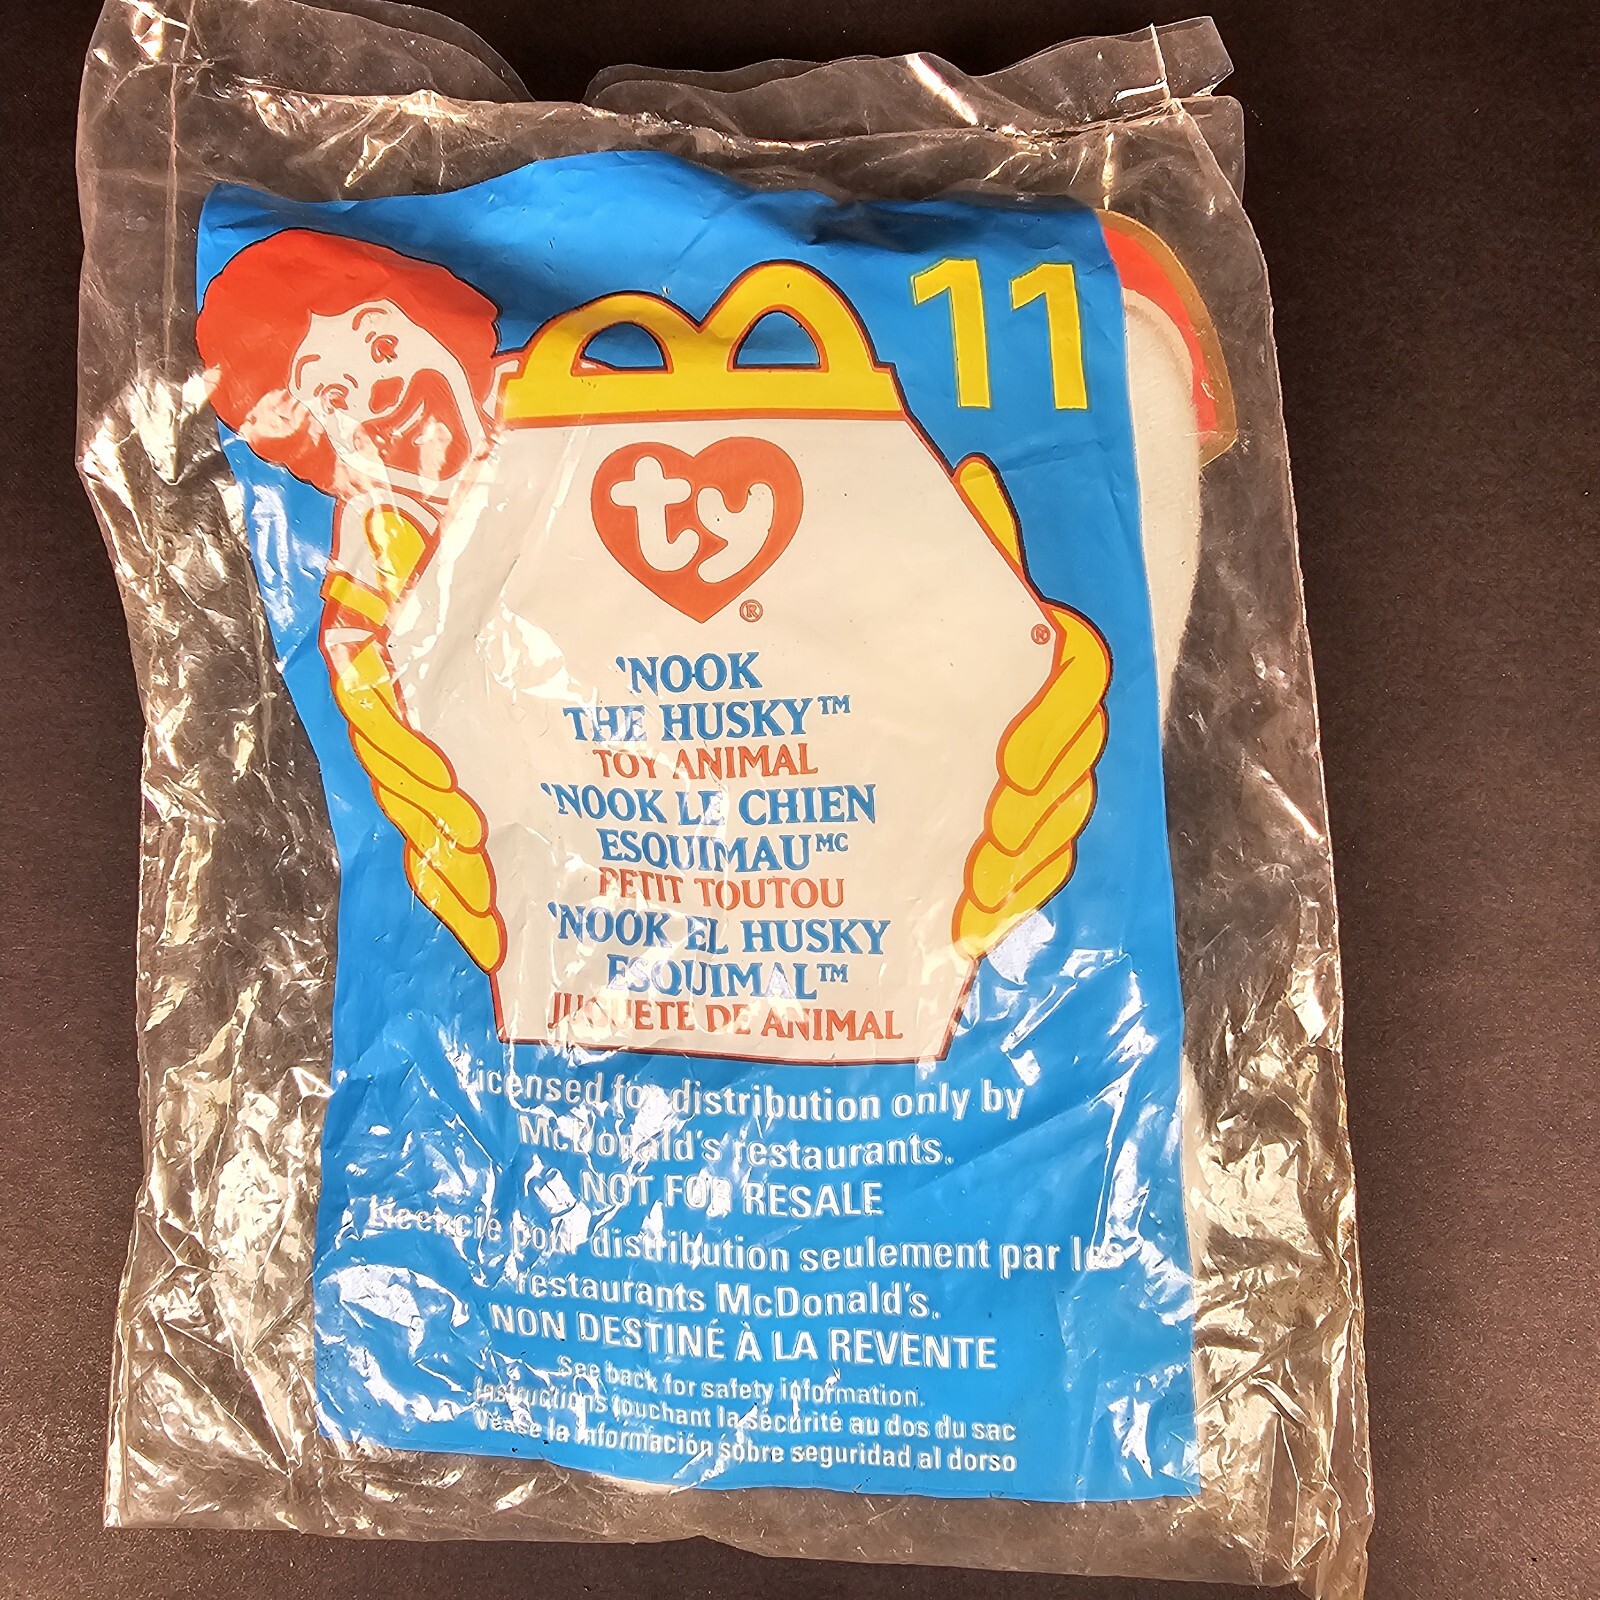 11
ty
®
®
'NOOK
THE HUSKY™
TOY ANIMAL
'NOOK LE CHIEN
ESQUIMAU MC
PETIT TOUTOU
'NOOK EL HUSKY
ESQUIMAL™
JUGUETE DE ANIMAL
Licensed for distribution only by
McDonald's restaurants.
NOT FOR RESALE
Licencié pour distribution seulement par les
restaurants McDonald's.
NON DESTINÉ À LA REVENTE
See back for safety information.
Instructions touchant la sécurité au dos du sac
Véase la información sobre seguridad al dorso